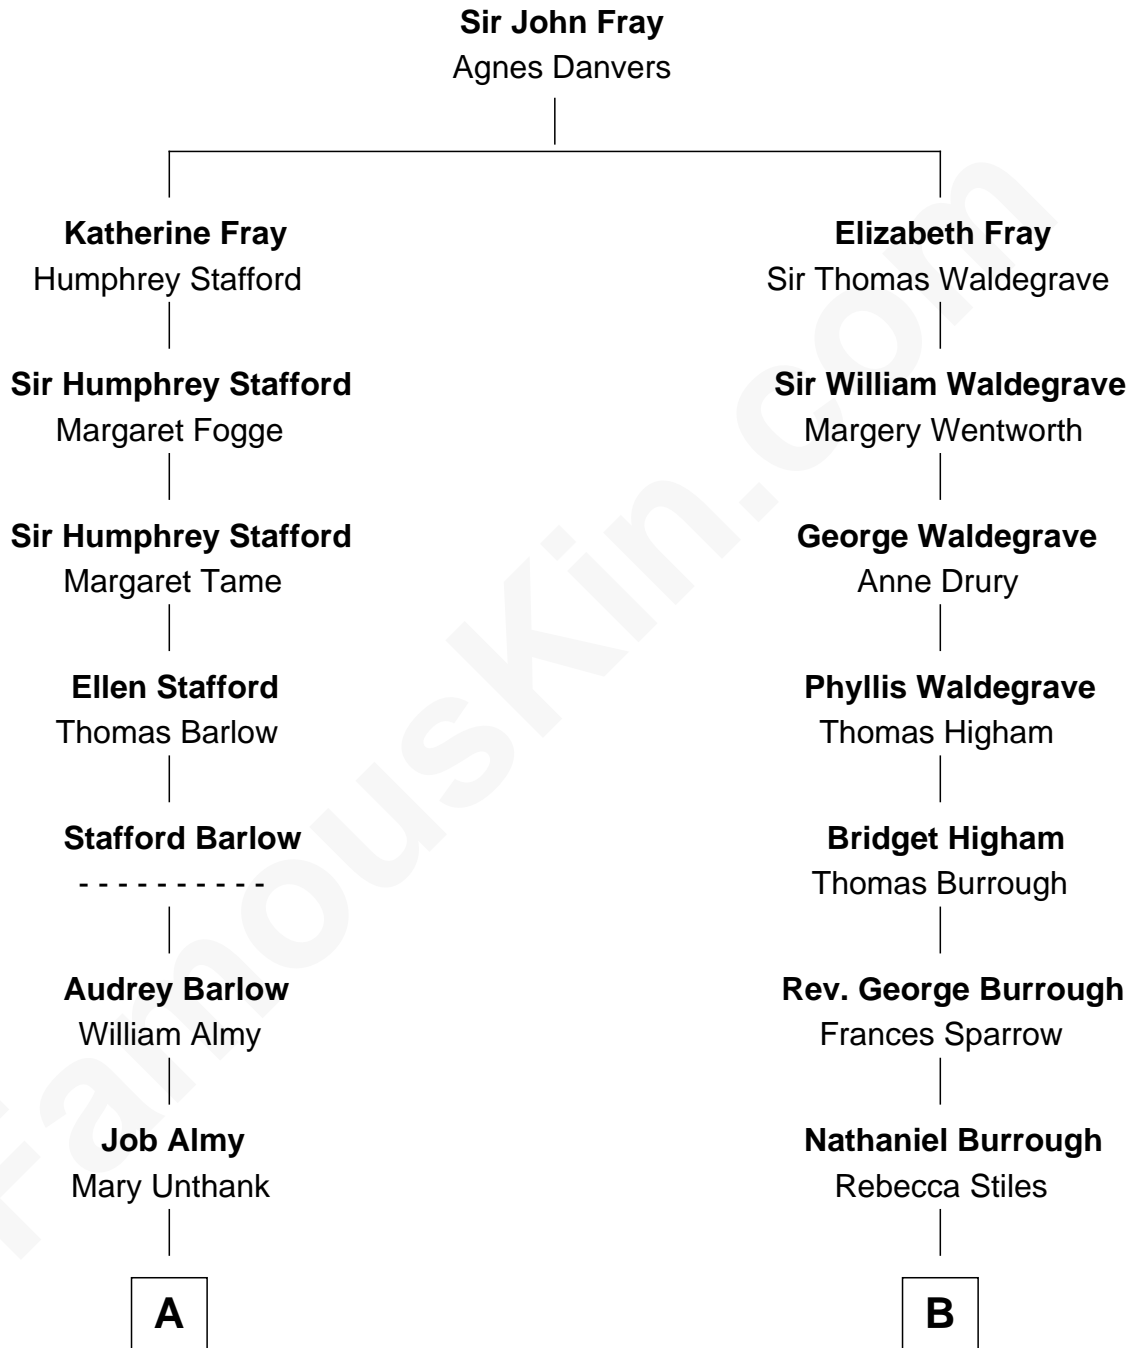 Sir John Fray
Agnes Danvers
Katherine Fray
Humphrey Stafford
Elizabeth Fray
Sir Thomas Waldegrave
Sir Humphrey Stafford
Margaret Fogge
Sir William Waldegrave
Margery Wentworth
Sir Humphrey Stafford
Margaret Tame
George Waldegrave
Anne Drury
Ellen Stafford
Thomas Barlow
Phyllis Waldegrave
Thomas Higham
Stafford Barlow
- - - - - - - - - -
Bridget Higham
Thomas Burrough
Audrey Barlow
William Almy
Rev. George Burrough
Frances Sparrow
Job Almy
Mary Unthank
Nathaniel Burrough
Rebecca Stiles
A
B
FamousKin.com